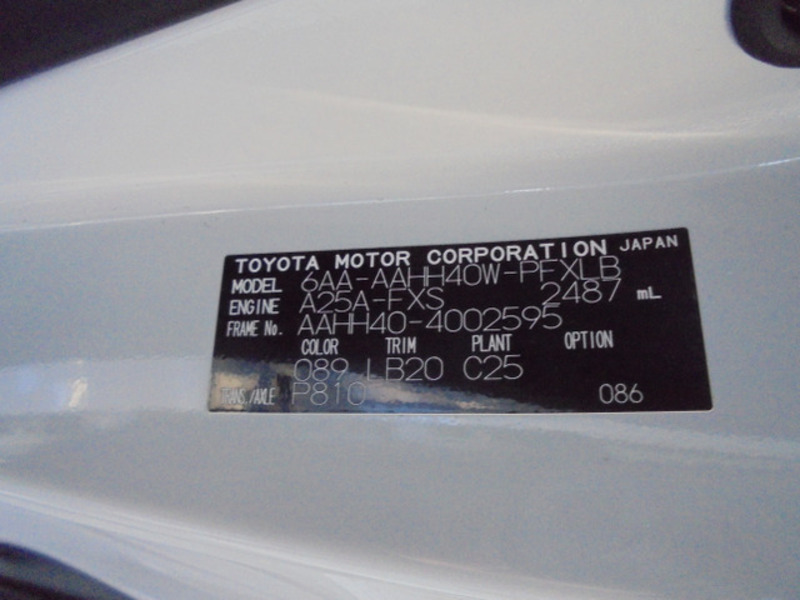 TOYOTA MOTOR CORPORATION JAPAN
MODEL 6AA-AAHH40W-PFXLB
ENGINE A25A-FXS 2487 mL
FRAME No. AAHH40-4002595
COLOR TRIM PLANT OPTION
089 LB20 C25
TRANS./AXLE P810 086